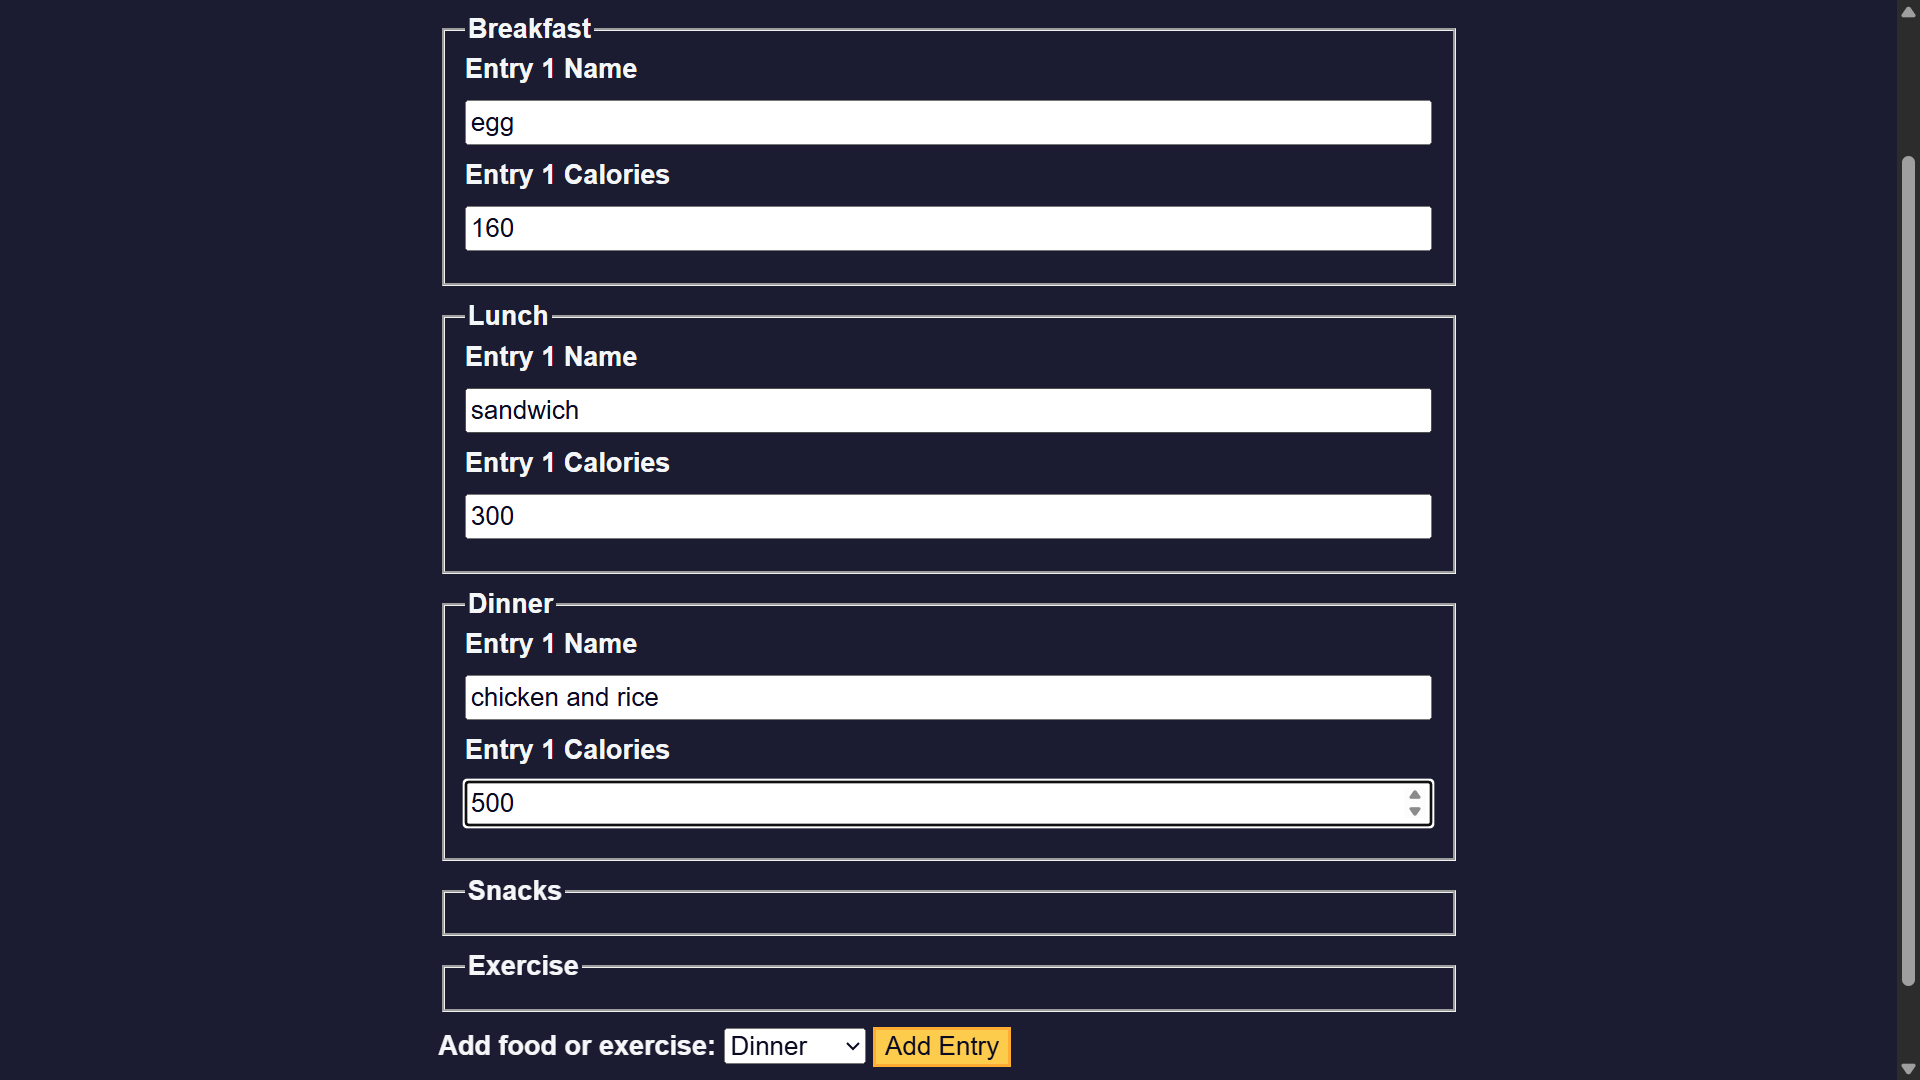 Breakfast
Entry 1 Name
egg
Entry 1 Calories
160
Lunch
Entry 1 Name
sandwich
Entry 1 Calories
300
Dinner
Entry 1 Name
chicken and rice
Entry 1 Calories
500
Snacks
Exercise
Add food or exercise: Dinner Add Entry